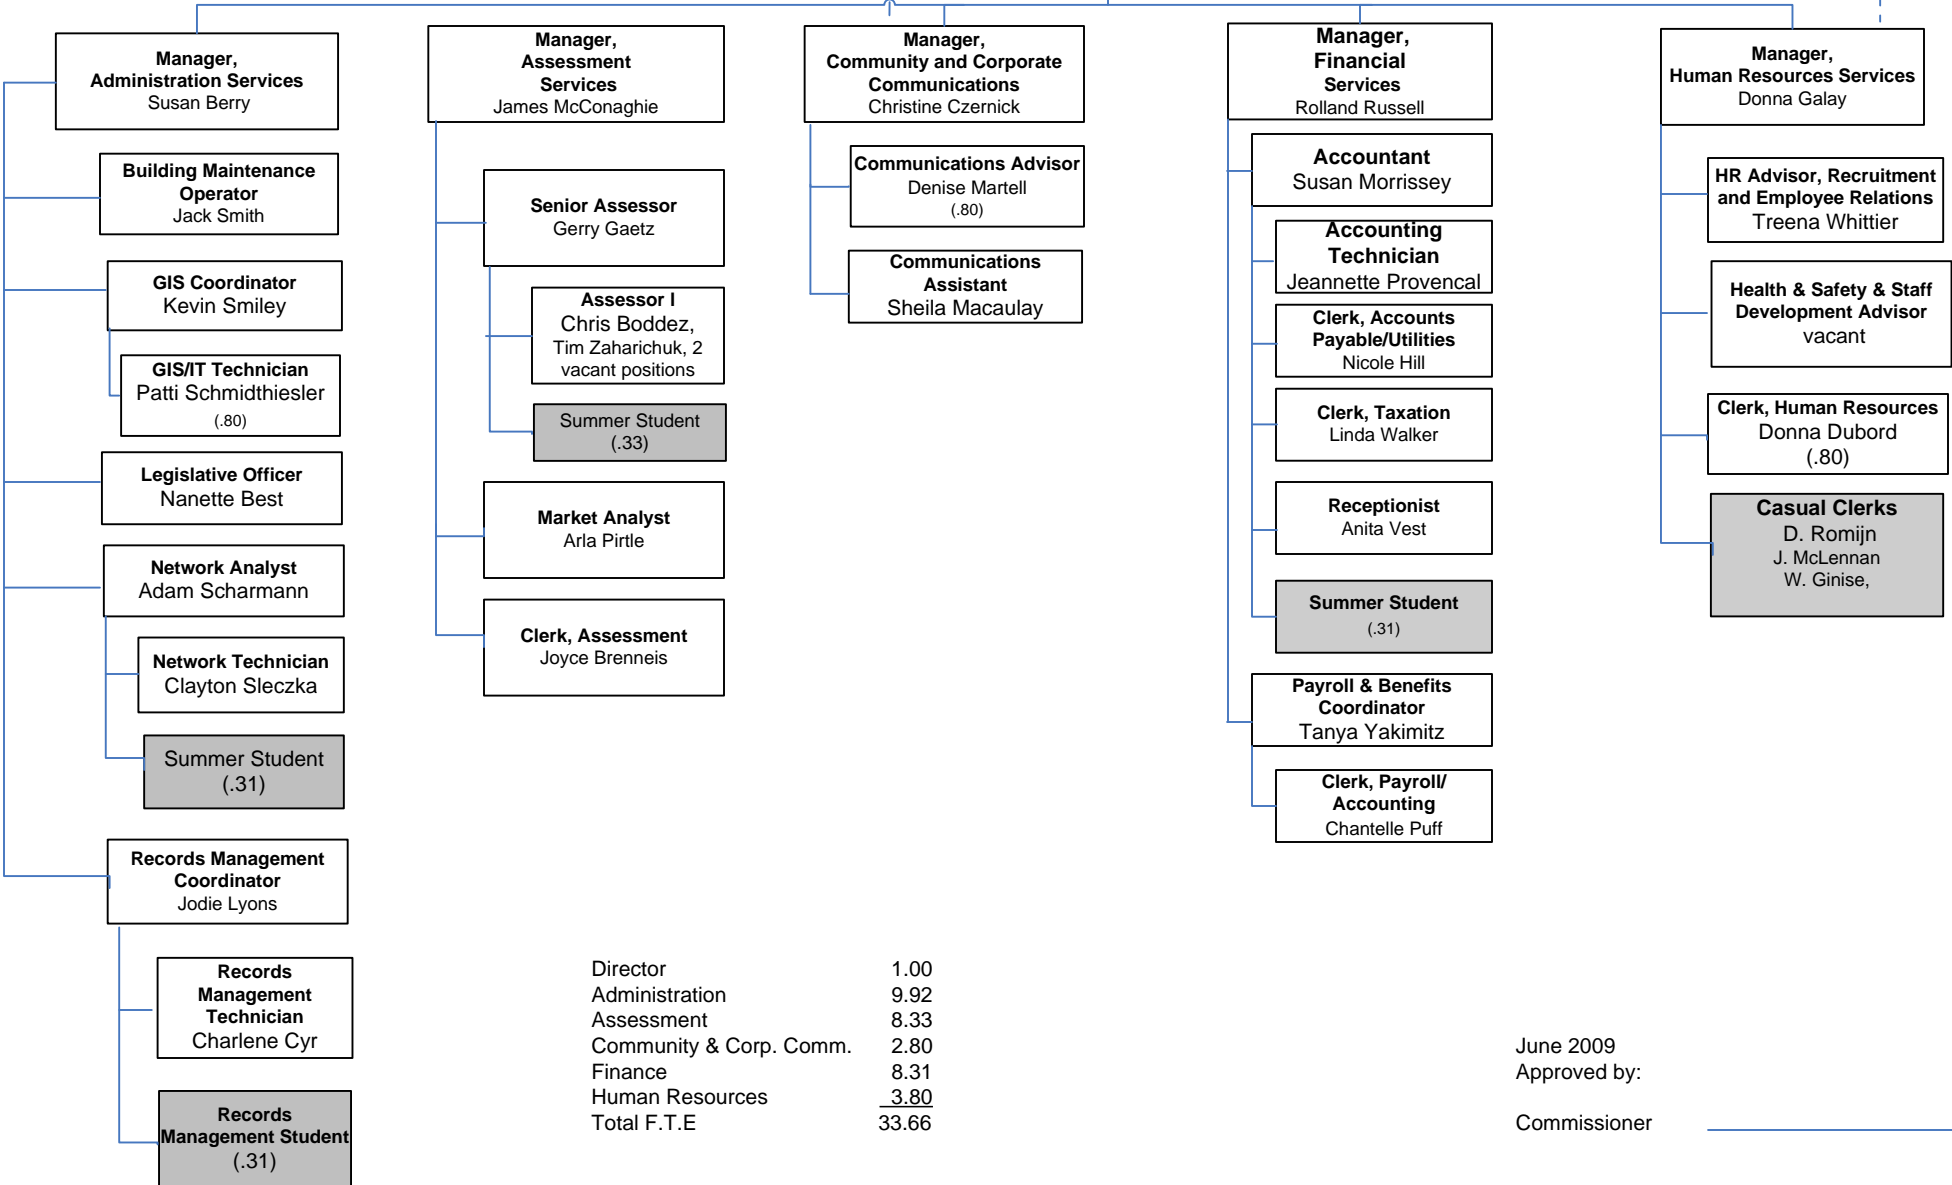 Manager,
Administration Services
Susan Berry
Building Maintenance
Operator
Jack Smith
GIS Coordinator
Kevin Smiley
GIS/IT Technician
Patti Schmidthiesler
(.80)
Legislative Officer
Nanette Best
Network Analyst
Adam Scharmann
Network Technician
Clayton Sleczka
Summer Student
(.31)
Records Management
Coordinator
Jodie Lyons
Records
Management
Technician
Charlene Cyr
Records
Management Student
(.31)
Manager,
Assessment
Services
James McConaghie
Senior Assessor
Gerry Gaetz
Assessor I
Chris Boddez,
Tim Zaharichuk, 2
vacant positions
Summer Student
(.33)
Market Analyst
Arla Pirtle
Clerk, Assessment
Joyce Brenneis
Manager,
Community and Corporate
Communications
Christine Czernick
Communications Advisor
Denise Martell
(.80)
Communications
Assistant
Sheila Macaulay
Manager,
Financial
Services
Rolland Russell
Accountant
Susan Morrissey
Accounting
Technician
Jeannette Provencal
Clerk, Accounts
Payable/Utilities
Nicole Hill
Clerk, Taxation
Linda Walker
Receptionist
Anita Vest
Summer Student
(.31)
Payroll & Benefits
Coordinator
Tanya Yakimitz
Clerk, Payroll/
Accounting
Chantelle Puff
Manager,
Human Resources Services
Donna Galay
HR Advisor, Recruitment
and Employee Relations
Treena Whittier
Health & Safety & Staff
Development Advisor
vacant
Clerk, Human Resources
Donna Dubord
(.80)
Casual Clerks
D. Romijn
J. McLennan
W. Ginise,
Director 1.00
Administration 9.92
Assessment 8.33
Community & Corp. Comm. 2.80
Finance 8.31
Human Resources 3.80
Total F.T.E 33.66
June 2009
Approved by:
Commissioner